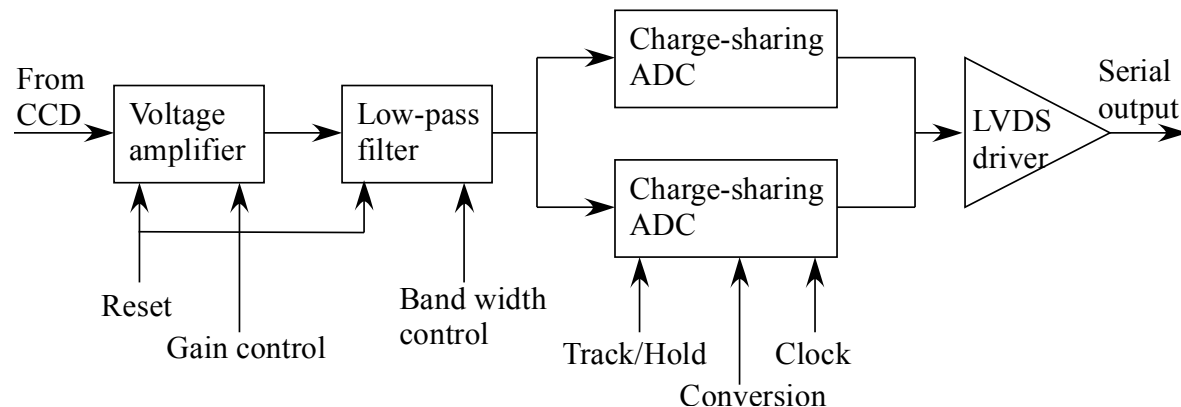 From
CCD
Voltage
amplifier
Low-pass
filter
Charge-sharing
ADC
Charge-sharing
ADC
LVDS
driver
Serial
output
Reset
Gain control
Band width
control
Track/Hold
Conversion
Clock